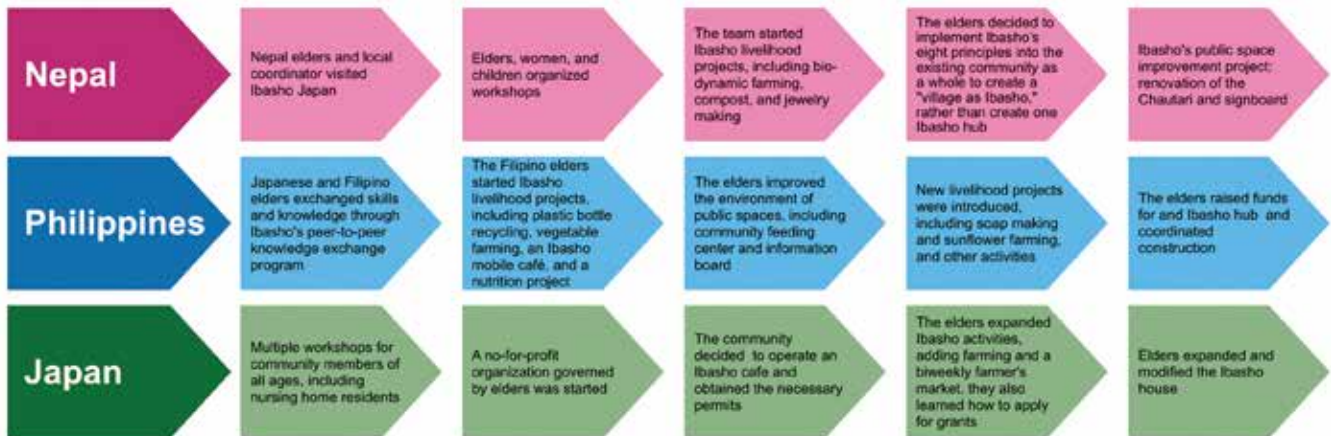 Nepal
Nepal elders and local
coordinator visited
Ibasho Japan
Elders, women, and
children organized
workshops
The team started
Ibasho livelihood
projects, including bio-
dynamic farming,
compost, and jewelry
making
The elders decided to
implement Ibasho's
eight principles into the
existing community as
a whole to create a
"village as Ibasho,"
rather than create one
Ibasho hub
Ibasho's public space
improvement project:
renovation of the
Chautari and signboard
Philippines
Japanese and Filipino
elders exchanged skills
and knowledge through
Ibasho's peer-to-peer
knowledge exchange
program
The Filipino elders
started Ibasho
livelihood projects,
including plastic bottle
recycling, vegetable
farming, an Ibasho
mobile café, and a
nutrition project
The elders improved
the environment of
public spaces, including
community feeding
center and information
board
New livelihood projects
were introduced,
including soap making
and sunflower farming,
and other activities
The elders raised funds
for and Ibasho hub and
coordinated
construction
Japan
Multiple workshops for
community members of
all ages, including
nursing home residents
A no-for-profit
organization governed
by elders was started
The community
decided to operate an
Ibasho cafe and
obtained the necessary
permits
The elders expanded
Ibasho activities,
adding farming and a
biweekly farmer's
market, they also
learned how to apply
for grants
Elders expanded and
modified the Ibasho
house